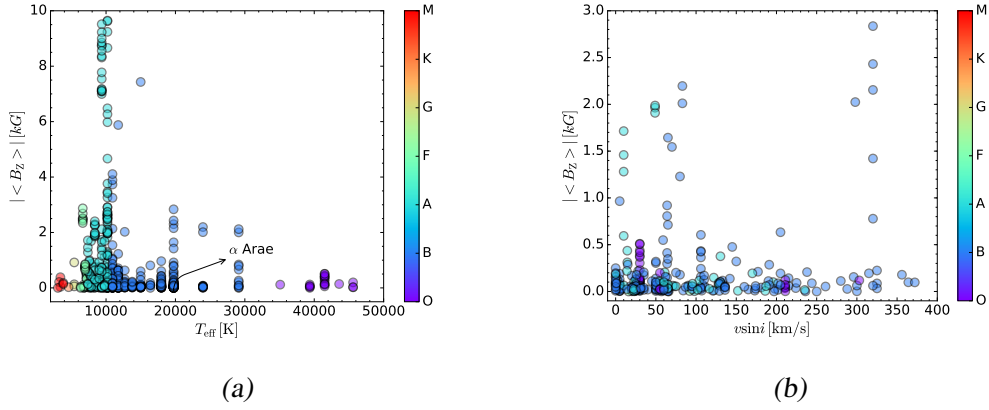 10
8
6
4
2
0
| < B_Z > | [kG]
α Arae
10000 20000 30000 40000 50000
T_eff [K]
M
K
G
F
A
B
O
(a)
3.0
2.5
2.0
1.5
1.0
0.5
0.0
| < B_Z > | [kG]
0 50 100 150 200 250 300 350 400
vsini [km/s]
M
K
G
F
A
B
O
(b)